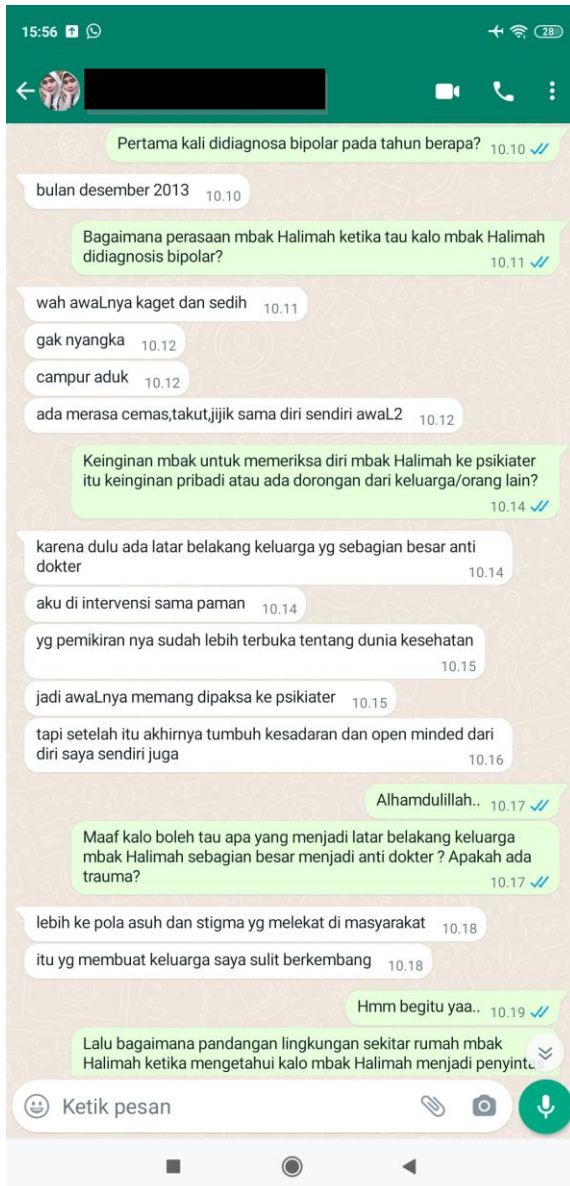 15:56
28
Pertama kali didiagnosa bipolar pada tahun berapa? 10.10
bulan desember 2013 10.10
Bagaimana perasaan mbak Halimah ketika tau kalo mbak Halimah
didiagnosis bipolar? 10.11
wah awaLnya kaget dan sedih 10.11
gak nyangka 10.12
campur aduk 10.12
ada merasa cemas,takut,jijik sama diri sendiri awaL2 10.12
Keinginan mbak untuk memeriksa diri mbak Halimah ke psikiater
itu keinginan pribadi atau ada dorongan dari keluarga/orang lain?
10.14
karena dulu ada latar belakang keluarga yg sebagian besar anti
dokter 10.14
aku di intervensi sama paman 10.14
yg pemikiran nya sudah lebih terbuka tentang dunia kesehatan
10.15
jadi awaLnya memang dipaksa ke psikiater 10.15
tapi setelah itu akhirnya tumbuh kesadaran dan open minded dari
diri saya sendiri juga 10.16
Alhamdulillah.. 10.17
Maaf kalo boleh tau apa yang menjadi latar belakang keluarga
mbak Halimah sebagian besar menjadi anti dokter ? Apakah ada
trauma? 10.17
lebih ke pola asuh dan stigma yg melekat di masyarakat 10.18
itu yg membuat keluarga saya sulit berkembang 10.18
Hmm begitu yaa.. 10.19
Lalu bagaimana pandangan lingkungan sekitar rumah mbak
Halimah ketika mengetahui kalo mbak Halimah menjadi
Ketik pesan